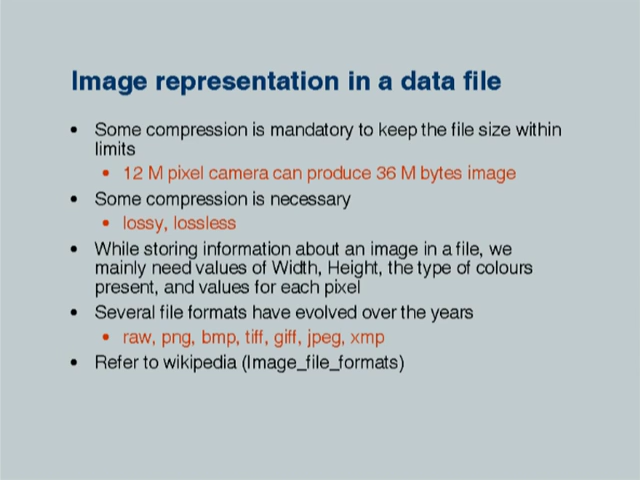 Image representation in a data file
• Some compression is mandatory to keep the file size within
limits
• 12 M pixel camera can produce 36 M bytes image
• Some compression is necessary
• lossy, lossless
• While storing information about an image in a file, we
mainly need values of Width, Height, the type of colours
present, and values for each pixel
• Several file formats have evolved over the years
• raw, png, bmp, tiff, giff, jpeg, xmp
• Refer to wikipedia (Image_file_formats)